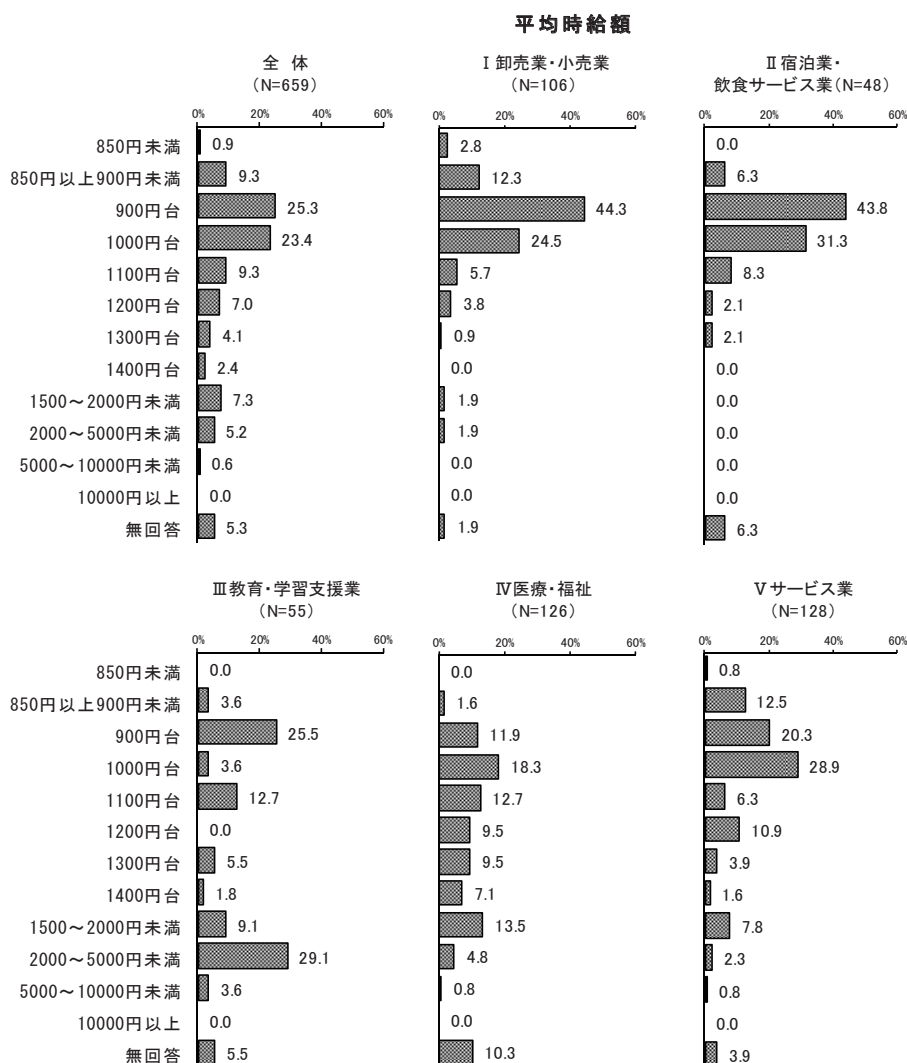 平均時給額
全 体
（N=659）
0% 20% 40% 60%
850円未満 0.9
850円以上900円未満 9.3
900円台 25.3
1000円台 23.4
1100円台 9.3
1200円台 7.0
1300円台 4.1
1400円台 2.4
1500～2000円未満 7.3
2000～5000円未満 5.2
5000～10000円未満 0.6
10000円以上 0.0
無回答 5.3
Ⅰ 卸売業・小売業
（N=106）
0% 20% 40% 60%
2.8
12.3
44.3
24.5
5.7
3.8
0.9
0.0
1.9
1.9
0.0
0.0
1.9
Ⅱ 宿泊業・
飲食サービス業（N=48）
0% 20% 40% 60%
0.0
6.3
43.8
31.3
8.3
2.1
2.1
0.0
0.0
0.0
0.0
0.0
6.3
Ⅲ教育・学習支援業
（N=55）
0% 20% 40% 60%
850円未満 0.0
850円以上900円未満 3.6
900円台 25.5
1000円台 3.6
1100円台 12.7
1200円台 0.0
1300円台 5.5
1400円台 1.8
1500～2000円未満 9.1
2000～5000円未満 29.1
5000～10000円未満 3.6
10000円以上 0.0
無回答 5.5
Ⅳ医療・福祉
（N=126）
0% 20% 40% 60%
0.0
1.6
11.9
18.3
12.7
9.5
9.5
7.1
13.5
4.8
0.8
0.0
10.3
Ⅴサービス業
（N=128）
0% 20% 40% 60%
0.8
12.5
20.3
28.9
6.3
10.9
3.9
1.6
7.8
2.3
0.8
0.0
3.9